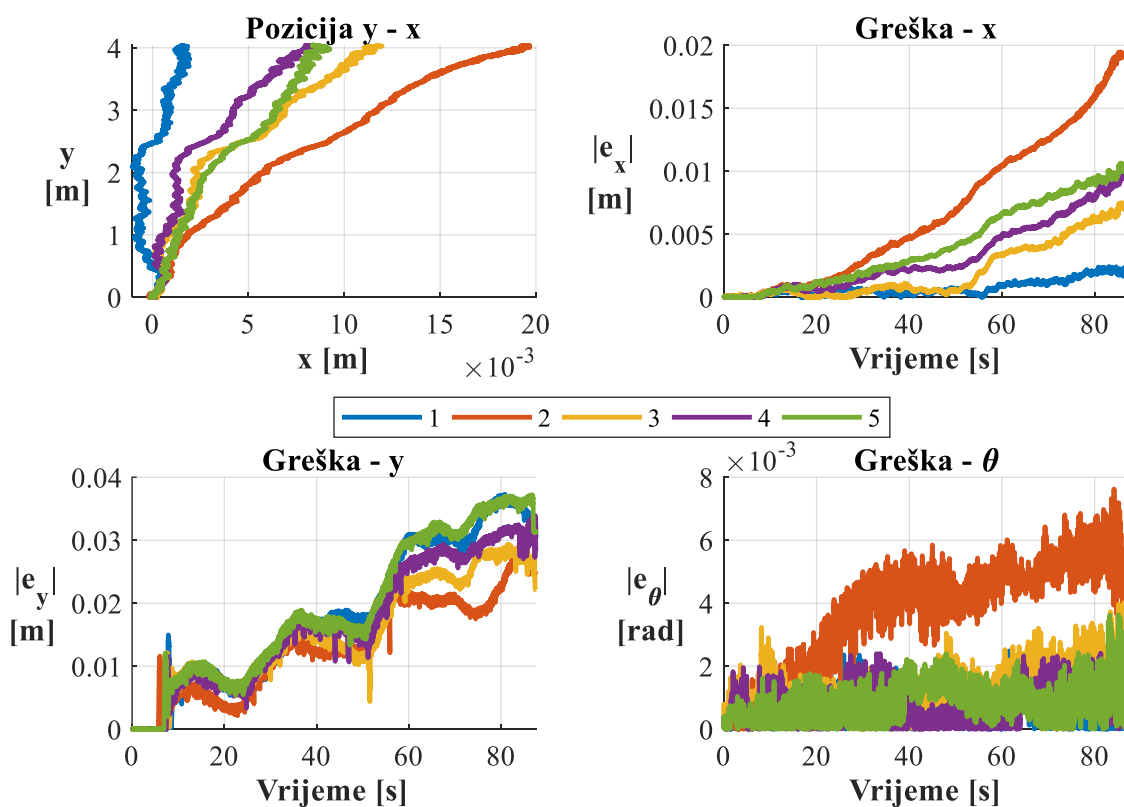 Pozicija y - x
4
3
2
1
0
y
[m]
0
5
10
15
20
x [m]
×10⁻³
Greška - x
0.02
0.015
0.01
0.005
0
|e_x|
[m]
0
20
40
60
80
Vrijeme [s]
1
2
3
4
5
Greška - y
0.04
0.03
0.02
0.01
0
|e_y|
[m]
0
20
40
60
80
Vrijeme [s]
×10⁻³
Greška - θ
8
6
4
2
0
|e_θ|
[rad]
0
20
40
60
80
Vrijeme [s]